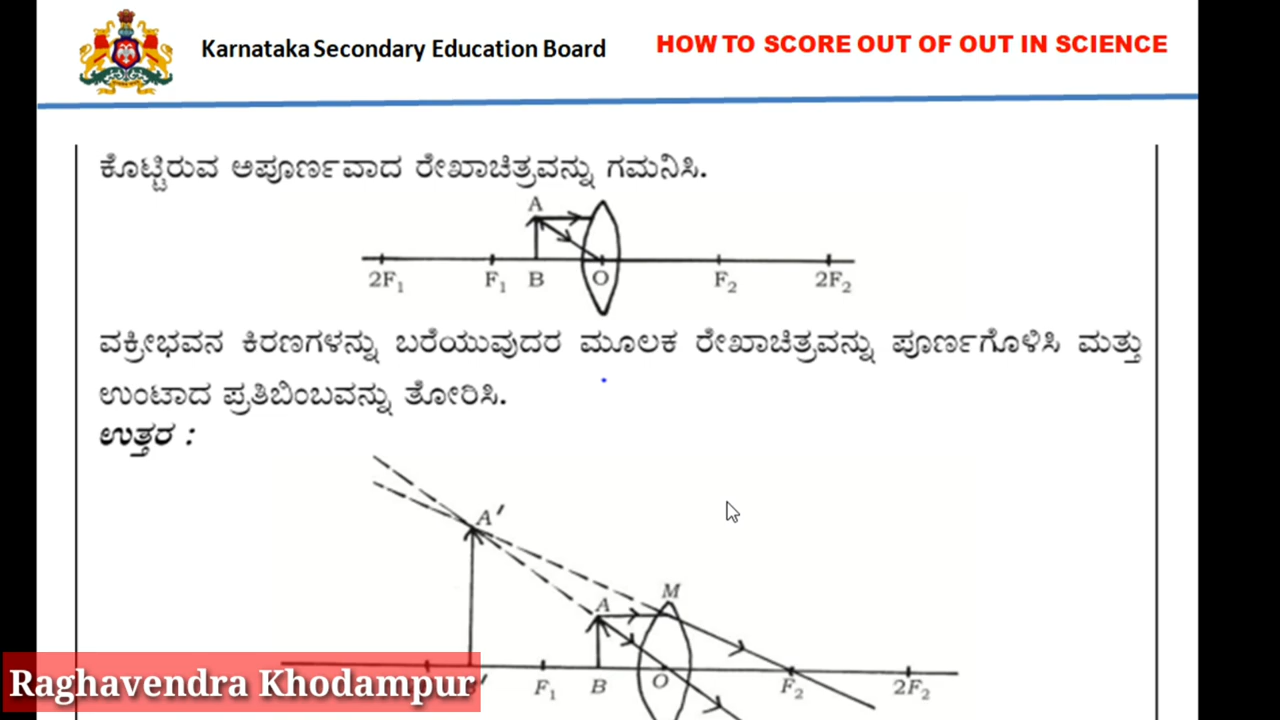 Karnataka Secondary Education Board
HOW TO SCORE OUT OF OUT IN SCIENCE
ಕೊಟ್ಟಿರುವ ಅಪೂರ್ಣವಾದ ರೇಖಾಚಿತ್ರವನ್ನು ಗಮನಿಸಿ.
A
2F₁ F₁ B O F₂ 2F₂
ವಕ್ರೀಭವನ ಕಿರಣಗಳನ್ನು ಬರೆಯುವುದರ ಮೂಲಕ ರೇಖಾಚಿತ್ರವನ್ನು ಪೂರ್ಣಗೊಳಿಸಿ ಮತ್ತು
ಉಂಟಾದ ಪ್ರತಿಬಿಂಬವನ್ನು ತೋರಿಸಿ.
ಉತ್ತರ :
A′
A M
F₁ B O F₂ 2F₂
Raghavendra Khodampur